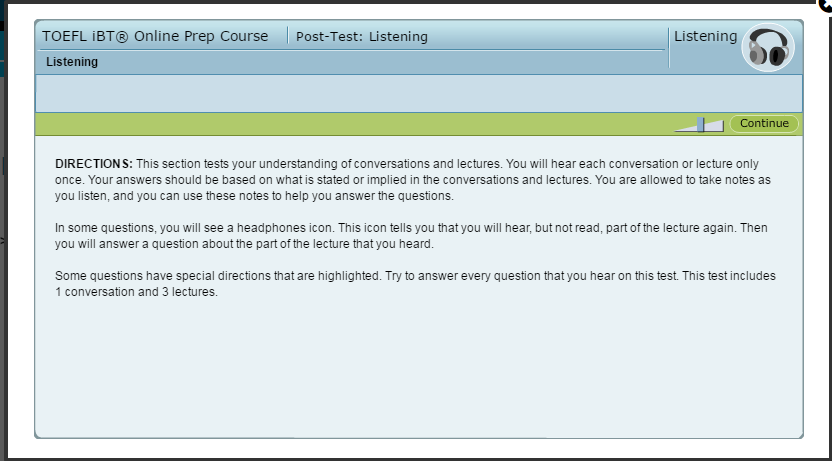 TOEFL iBT® Online Prep Course
Post-Test: Listening
Listening
Listening
Continue
DIRECTIONS: This section tests your understanding of conversations and lectures. You will hear each conversation or lecture only
once. Your answers should be based on what is stated or implied in the conversations and lectures. You are allowed to take notes as
you listen, and you can use these notes to help you answer the questions.
In some questions, you will see a headphones icon. This icon tells you that you will hear, but not read, part of the lecture again. Then
you will answer a question about the part of the lecture that you heard.
Some questions have special directions that are highlighted. Try to answer every question that you hear on this test. This test includes
1 conversation and 3 lectures.